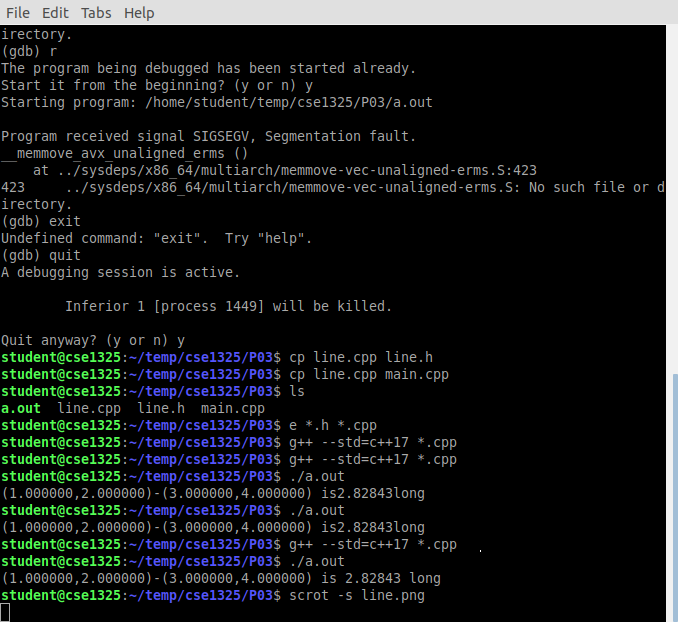 File Edit Tabs Help
irectory.
(gdb) r
The program being debugged has been started already.
Start it from the beginning? (y or n) y
Starting program: /home/student/temp/cse1325/P03/a.out
Program received signal SIGSEGV, Segmentation fault.
__memmove_avx_unaligned_erms ()
    at ../sysdeps/x86_64/multiarch/memmove-vec-unaligned-erms.S:423
423     ../sysdeps/x86_64/multiarch/memmove-vec-unaligned-erms.S: No such file or d
irectory.
(gdb) exit
Undefined command: "exit".  Try "help".
(gdb) quit
A debugging session is active.
        Inferior 1 [process 1449] will be killed.
Quit anyway? (y or n) y
student@cse1325:~/temp/cse1325/P03$ cp line.cpp line.h
student@cse1325:~/temp/cse1325/P03$ cp line.cpp main.cpp
student@cse1325:~/temp/cse1325/P03$ ls
a.out  line.cpp  line.h  main.cpp
student@cse1325:~/temp/cse1325/P03$ e *.h *.cpp
student@cse1325:~/temp/cse1325/P03$ g++ --std=c++17 *.cpp
student@cse1325:~/temp/cse1325/P03$ g++ --std=c++17 *.cpp
student@cse1325:~/temp/cse1325/P03$ ./a.out
(1.000000,2.000000)-(3.000000,4.000000) is2.82843long
student@cse1325:~/temp/cse1325/P03$ ./a.out
(1.000000,2.000000)-(3.000000,4.000000) is2.82843long
student@cse1325:~/temp/cse1325/P03$ g++ --std=c++17 *.cpp
student@cse1325:~/temp/cse1325/P03$ ./a.out
(1.000000,2.000000)-(3.000000,4.000000) is 2.82843 long
student@cse1325:~/temp/cse1325/P03$ scrot -s line.png